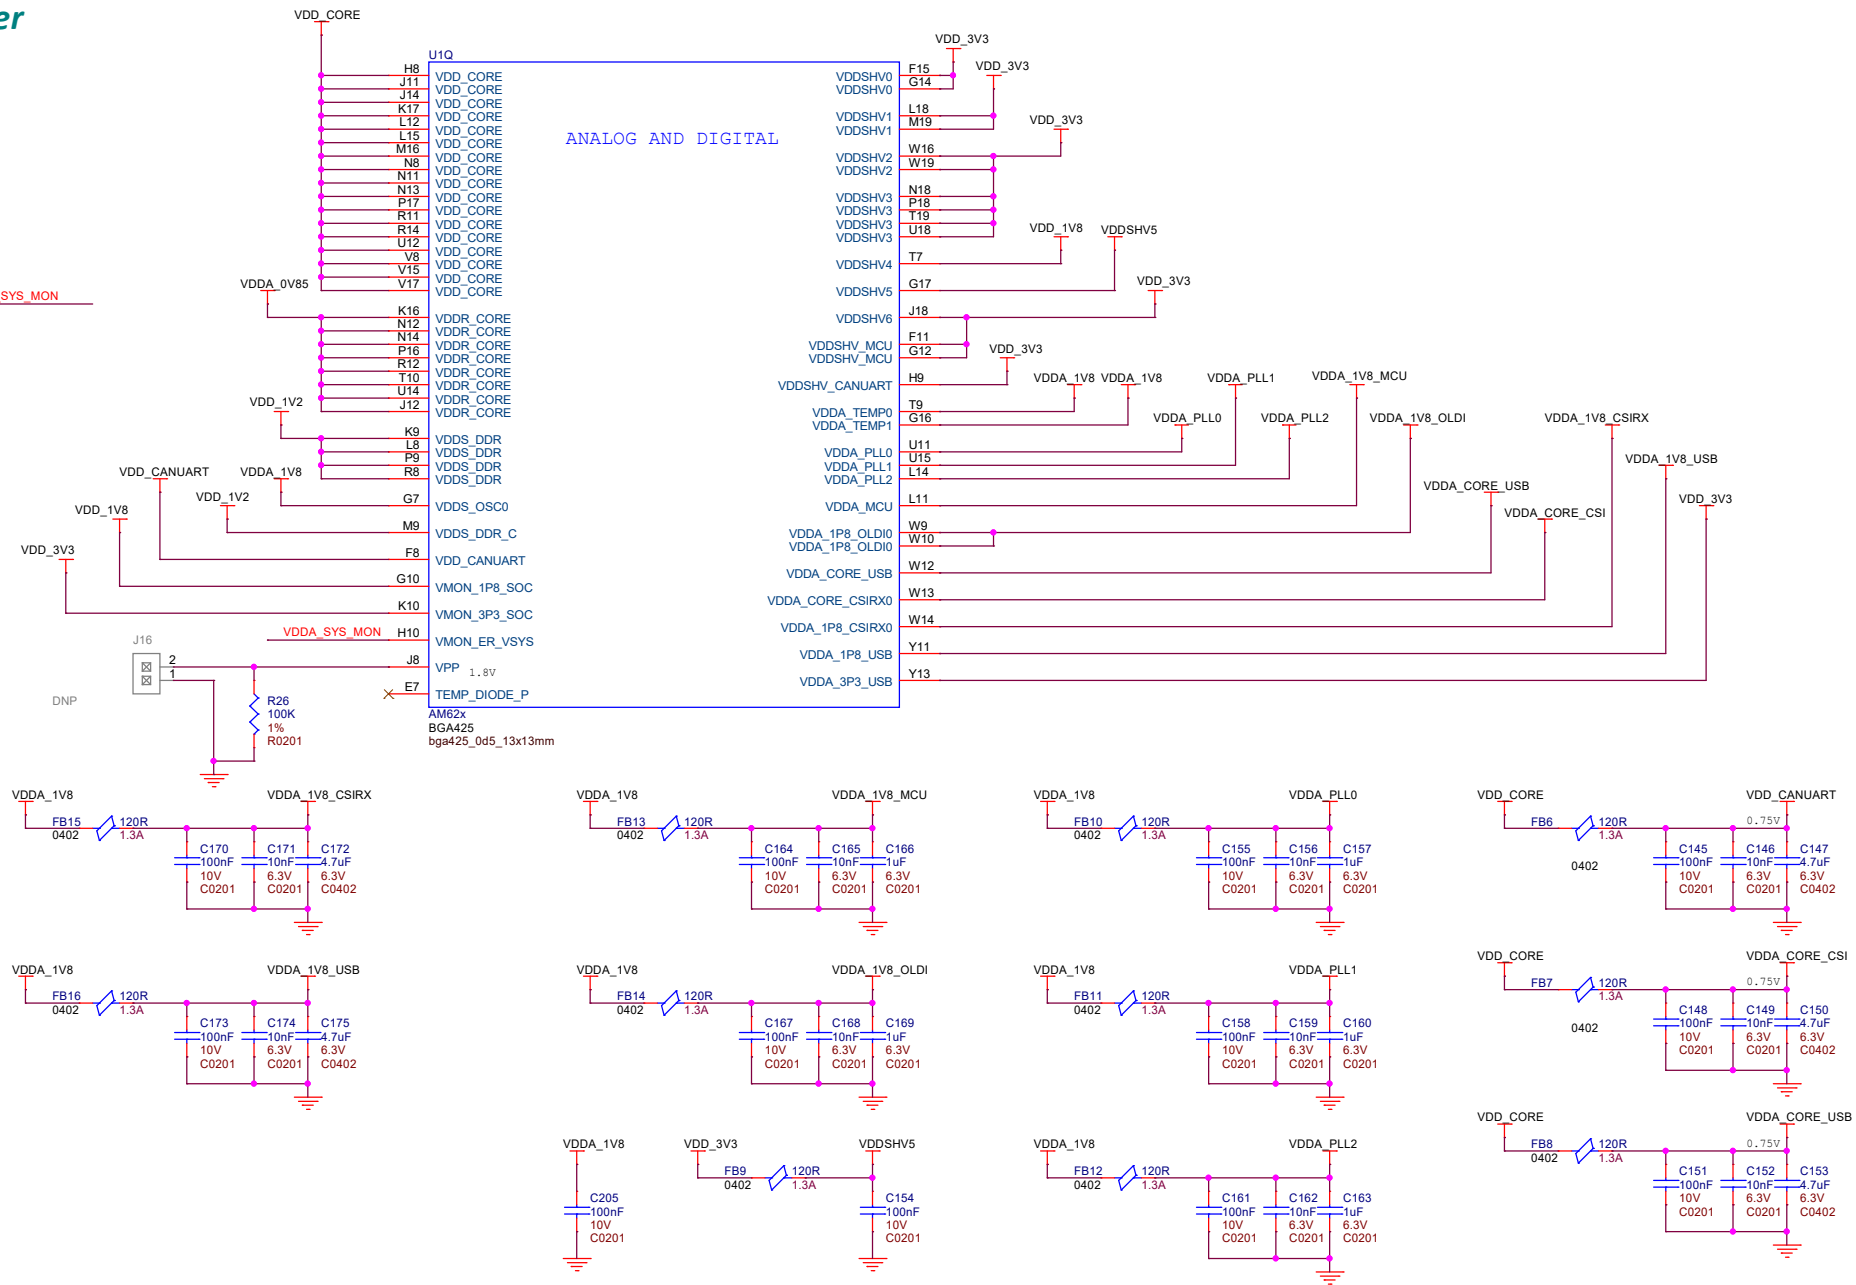 er
VDD_CORE
U1Q
ANALOG AND DIGITAL
H8 VDD_CORE
J11 VDD_CORE
J14 VDD_CORE
K17 VDD_CORE
L12 VDD_CORE
L15 VDD_CORE
M16 VDD_CORE
N8 VDD_CORE
N11 VDD_CORE
N13 VDD_CORE
P17 VDD_CORE
R11 VDD_CORE
R14 VDD_CORE
U12 VDD_CORE
V8 VDD_CORE
V15 VDD_CORE
V17 VDD_CORE
VDDA_0V85
SYS_MON
K16 VDDR_CORE
N12 VDDR_CORE
N14 VDDR_CORE
P16 VDDR_CORE
R12 VDDR_CORE
T10 VDDR_CORE
U14 VDDR_CORE
J12 VDDR_CORE
VDD_1V2
K9 VDDS_DDR
L8 VDDS_DDR
P9 VDDS_DDR
R8 VDDS_DDR
VDD_CANUART
VDDA_1V8
G7 VDDS_OSC0
VDD_1V2
M9 VDDS_DDR_C
VDD_1V8
F8 VDD_CANUART
VDD_3V3
G10 VMON_1P8_SOC
K10 VMON_3P3_SOC
VDDA_SYS_MON H10 VMON_ER_VSYS
J16
2
1
DNP
J8 VPP 1.8V
E7 TEMP_DIODE_P
R26
100K
1%
R0201
AM62x
BGA425
bga425_0d5_13x13mm
VDD_3V3
VDDSHV0 F15
VDDSHV0 G14
VDD_3V3
VDDSHV1 L18
VDDSHV1 M19
VDD_3V3
VDDSHV2 W16
VDDSHV2 W19
VDDSHV3 N18
VDDSHV3 P18
VDDSHV3 T19
VDDSHV3 U18
VDD_1V8
VDDSHV5
VDDSHV4 T7
VDDSHV5 G17
VDD_3V3
VDDSHV6 J18
VDDSHV_MCU F11
VDDSHV_MCU G12
VDD_3V3
VDDSHV_CANUART H9
VDDA_1V8 VDDA_1V8 VDDA_PLL1 VDDA_1V8_MCU
VDDA_TEMP0 T9
VDDA_TEMP1 G16
VDDA_PLL0 VDDA_PLL2 VDDA_1V8_OLDI VDDA_1V8_CSIRX
VDDA_PLL0 U11
VDDA_PLL1 U15
VDDA_PLL2 L14
VDDA_1V8_USB
VDDA_CORE_USB
VDD_3V3
VDDA_CORE_CSI
VDDA_MCU L11
VDDA_1P8_OLDI0 W9
VDDA_1P8_OLDI0 W10
VDDA_CORE_USB W12
VDDA_CORE_CSIRX0 W13
VDDA_1P8_CSIRX0 W14
VDDA_1P8_USB Y11
VDDA_3P3_USB Y13
VDDA_1V8 VDDA_1V8_CSIRX
FB15 120R
0402 1.3A
C170 C171 C172
100nF 10nF 4.7uF
10V 6.3V 6.3V
C0201 C0201 C0402
VDDA_1V8 VDDA_1V8_MCU
FB13 120R
0402 1.3A
C164 C165 C166
100nF 10nF 1uF
10V 6.3V 6.3V
C0201 C0201 C0201
VDDA_1V8 VDDA_PLL0
FB10 120R
0402 1.3A
C155 C156 C157
100nF 10nF 1uF
10V 6.3V 6.3V
C0201 C0201 C0201
VDD_CORE VDD_CANUART
FB6 120R 0.75V
1.3A
0402
C145 C146 C147
100nF 10nF 4.7uF
10V 6.3V 6.3V
C0201 C0201 C0402
VDDA_1V8 VDDA_1V8_USB
FB16 120R
0402 1.3A
C173 C174 C175
100nF 10nF 4.7uF
10V 6.3V 6.3V
C0201 C0201 C0402
VDDA_1V8 VDDA_1V8_OLDI
FB14 120R
0402 1.3A
C167 C168 C169
100nF 10nF 1uF
10V 6.3V 6.3V
C0201 C0201 C0201
VDDA_1V8 VDDA_PLL1
FB11 120R
0402 1.3A
C158 C159 C160
100nF 10nF 1uF
10V 6.3V 6.3V
C0201 C0201 C0201
VDD_CORE VDDA_CORE_CSI
FB7 120R 0.75V
1.3A
0402
C148 C149 C150
100nF 10nF 4.7uF
10V 6.3V 6.3V
C0201 C0201 C0402
VDDA_1V8
C205
100nF
10V
C0201
VDD_3V3 VDDSHV5
FB9 120R
0402 1.3A
C154
100nF
10V
C0201
VDDA_1V8 VDDA_PLL2
FB12 120R
0402 1.3A
C161 C162 C163
100nF 10nF 1uF
10V 6.3V 6.3V
C0201 C0201 C0201
VDD_CORE VDDA_CORE_USB
FB8 120R 0.75V
0402 1.3A
C151 C152 C153
100nF 10nF 4.7uF
10V 6.3V 6.3V
C0201 C0201 C0402